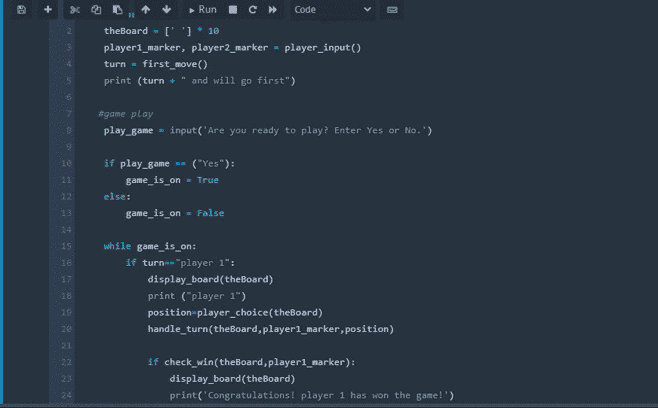 Run
Code
2 theBoard = [' '] * 10
3 player1_marker, player2_marker = player_input()
4 turn = first_move()
5 print (turn + " and will go first")
6
7 #game play
8 play_game = input('Are you ready to play? Enter Yes or No.')
9
10 if play_game == ("Yes"):
11 game_is_on = True
12 else:
13 game_is_on = False
14
15 while game_is_on:
16 if turn=="player 1":
17 display_board(theBoard)
18 print ("player 1")
19 position=player_choice(theBoard)
20 handle_turn(theBoard,player1_marker,position)
21
22 if check_win(theBoard,player1_marker):
23 display_board(theBoard)
24 print('Congratulations! player 1 has won the game!')